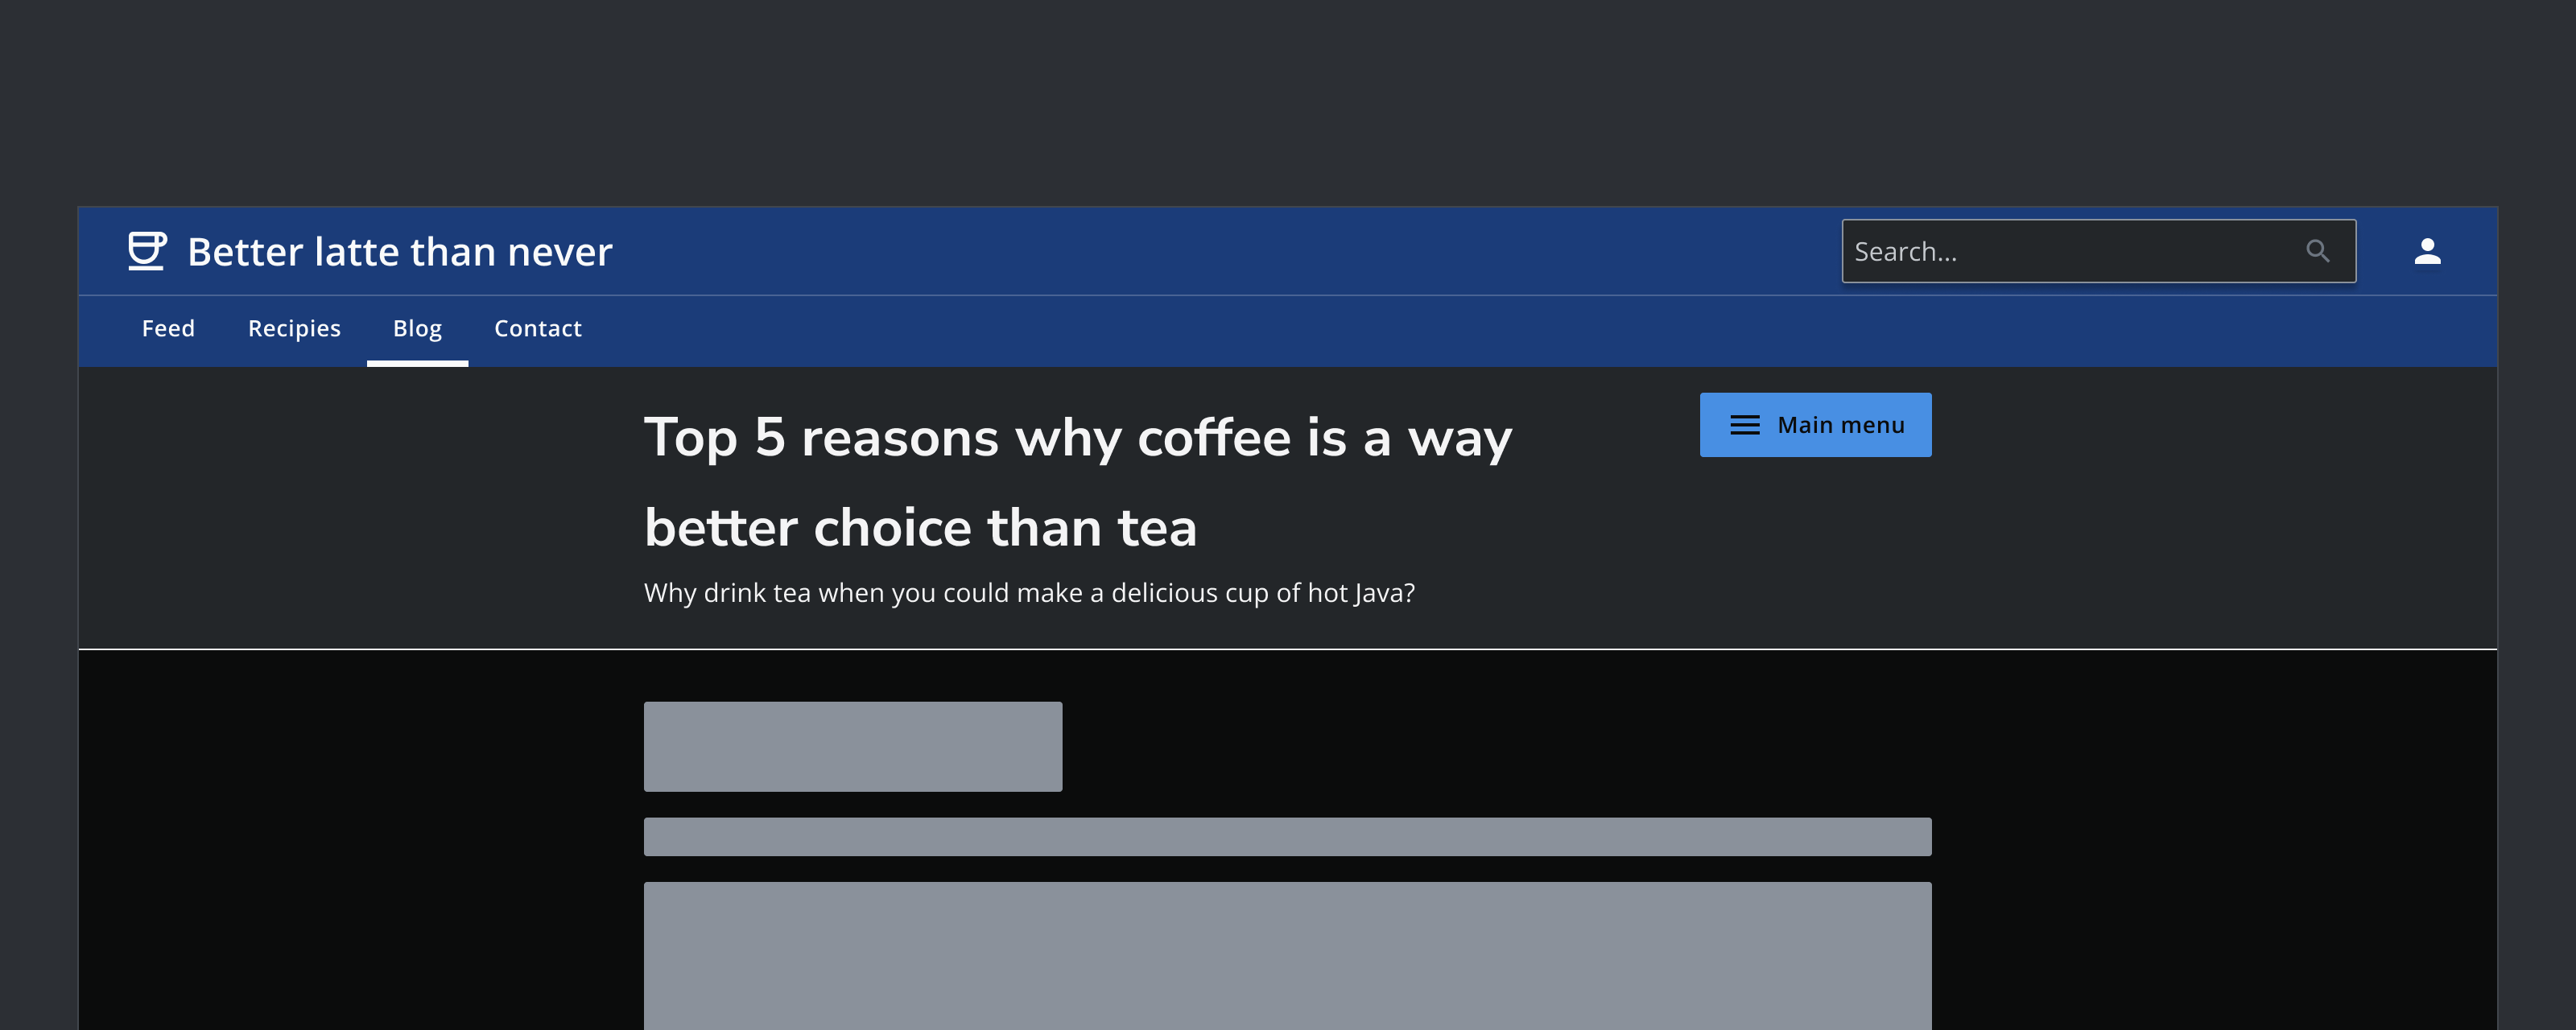 Better latte than never
Search...
Feed Recipies Blog Contact
Top 5 reasons why coffee is a way
better choice than tea
Main menu
Why drink tea when you could make a delicious cup of hot Java?